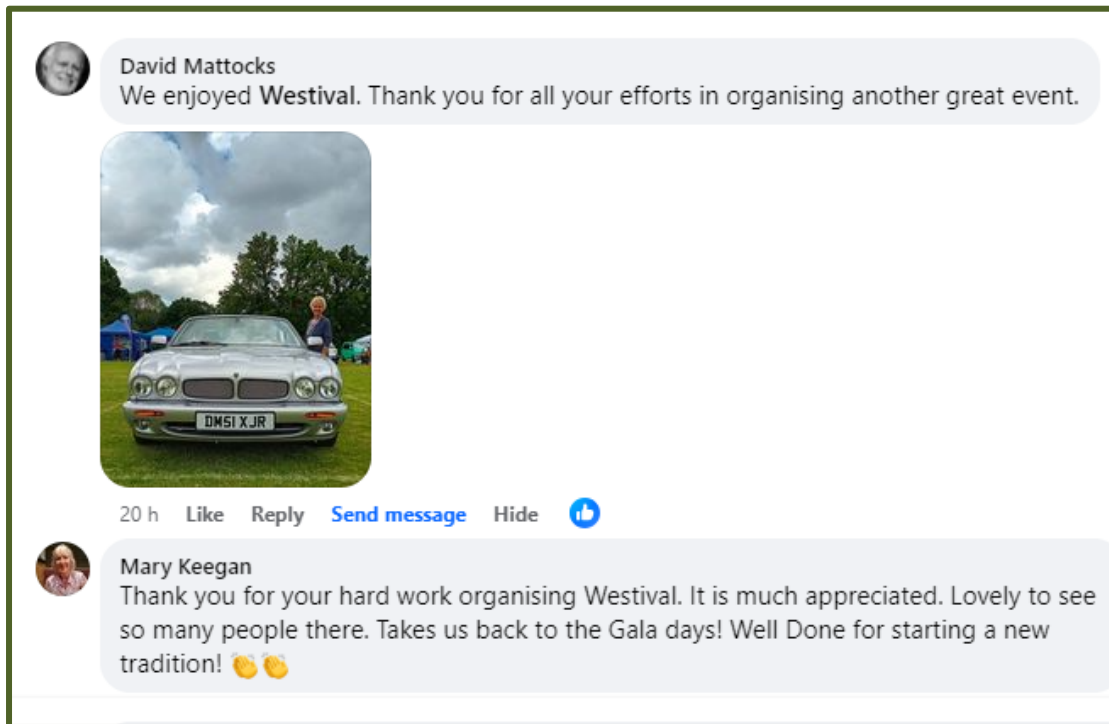 David Mattocks
We enjoyed Westival. Thank you for all your efforts in organising another great event.
DM51 XJR
20 h Like Reply Send message Hide
Mary Keegan
Thank you for your hard work organising Westival. It is much appreciated. Lovely to see
so many people there. Takes us back to the Gala days! Well Done for starting a new
tradition! 👏👏